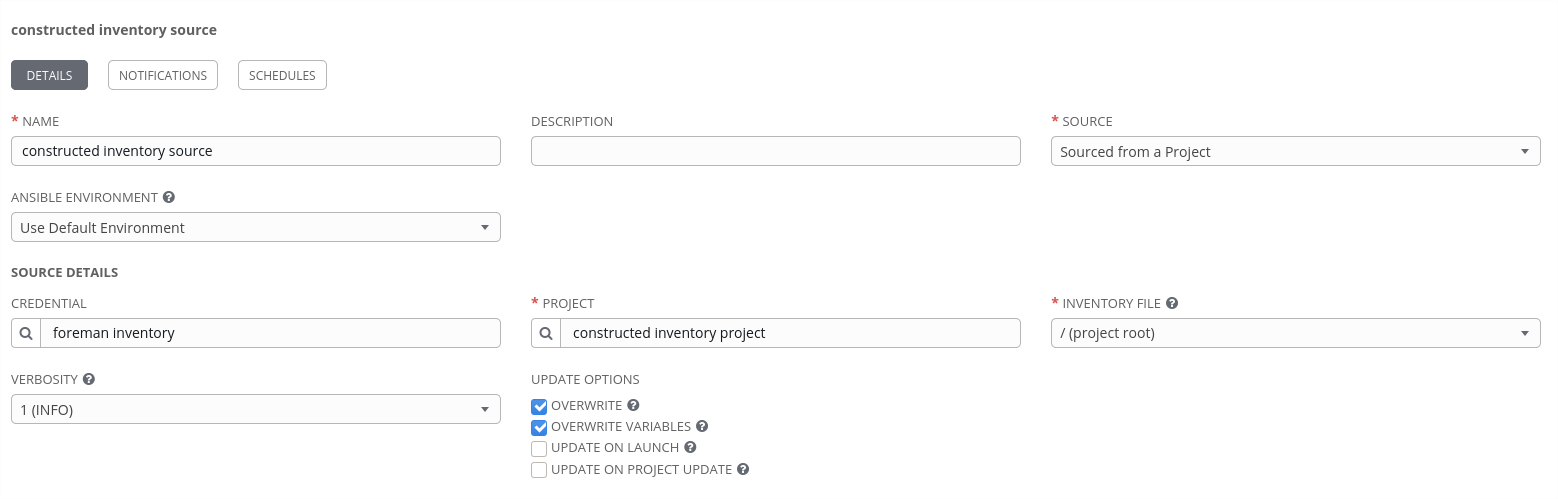 constructed inventory source
DETAILS NOTIFICATIONS SCHEDULES
* NAME DESCRIPTION * SOURCE
constructed inventory source Sourced from a Project
ANSIBLE ENVIRONMENT
Use Default Environment
SOURCE DETAILS
CREDENTIAL * PROJECT * INVENTORY FILE
foreman inventory constructed inventory project / (project root)
VERBOSITY UPDATE OPTIONS
1 (INFO) OVERWRITE
OVERWRITE VARIABLES
UPDATE ON LAUNCH
UPDATE ON PROJECT UPDATE